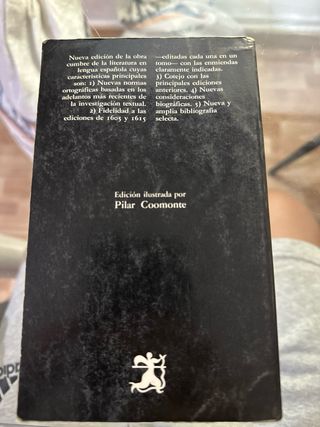 Nueva edición de la obra
cumbre de la literatura en
lengua española cuyas
características principales
son: 1) Nuevas normas
ortográficas basadas en los
adelantos más recientes de
la investigación textual.
2) Fidelidad a las
ediciones de 1605 y 1615
—editadas cada una en un
tomo— con las enmiendas
claramente indicadas.
3) Cotejo con las
principales ediciones
anteriores. 4) Nuevas
consideraciones
biográficas. 5) Nueva y
amplia bibliografía
selecta.
Edición ilustrada por
Pilar Coomonte
adidas